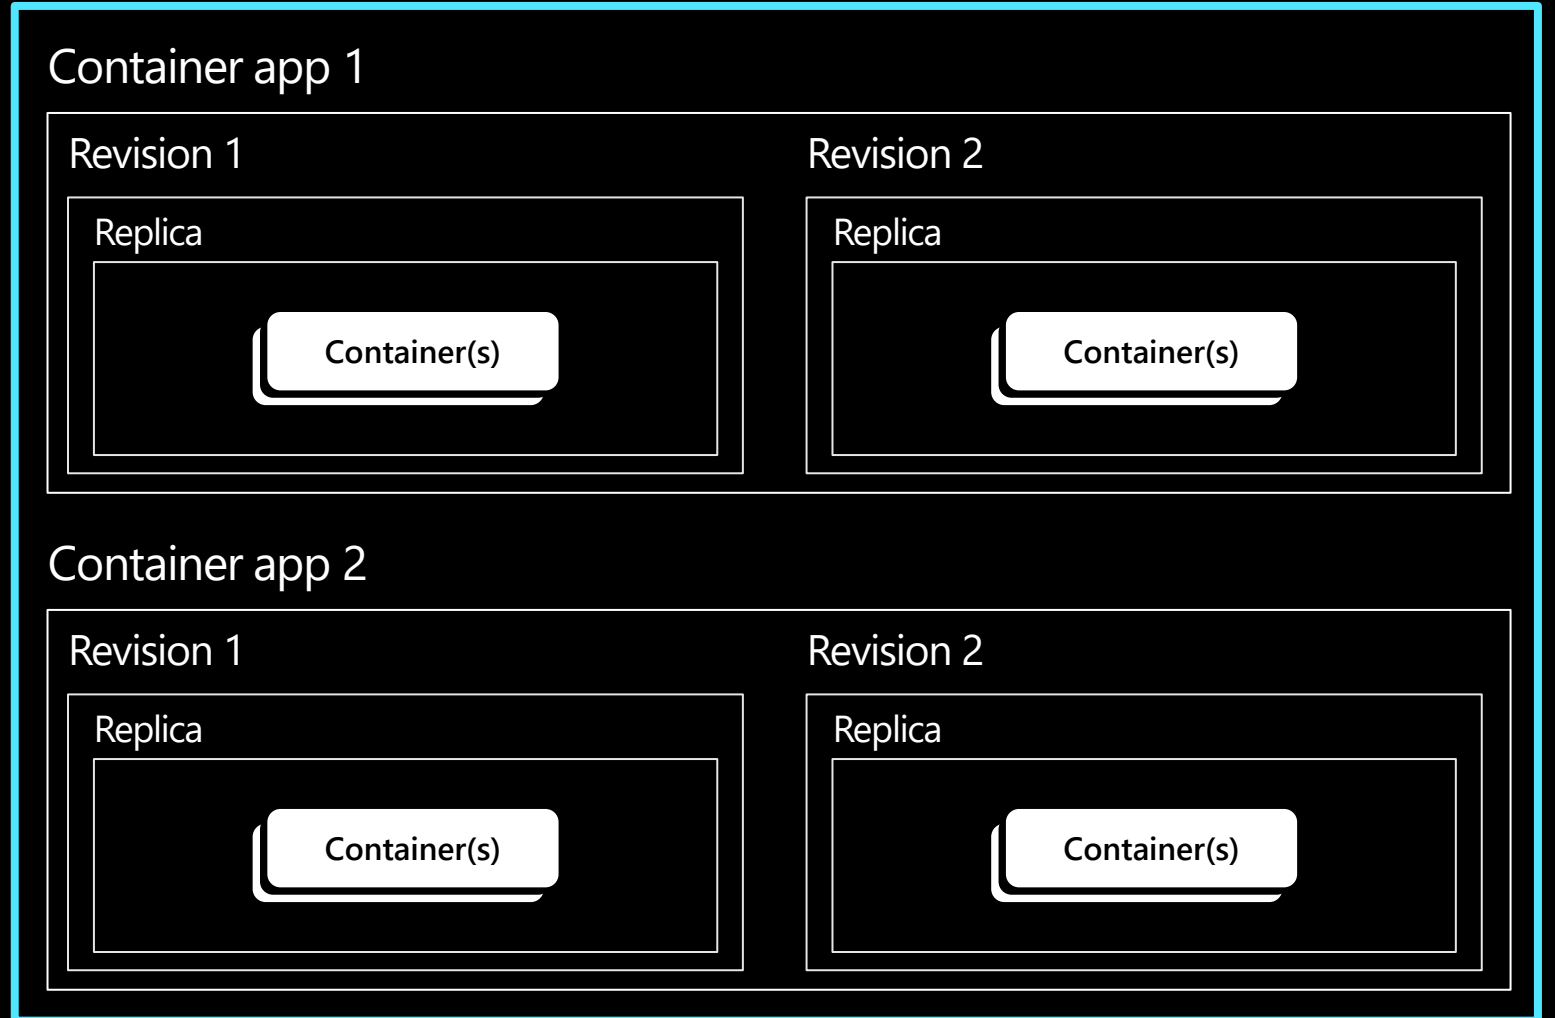 Container app 1
Revision 1
Revision 2
Replica
Replica
Container(s)
Container(s)
Container app 2
Revision 1
Revision 2
Replica
Replica
Container(s)
Container(s)